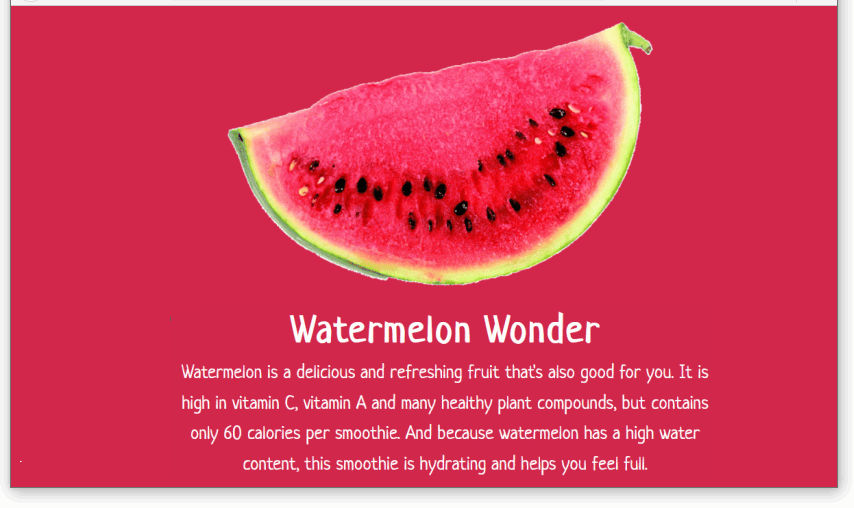 Watermelon Wonder
Watermelon is a delicious and refreshing fruit that's also good for you. It is
high in vitamin C, vitamin A and many healthy plant compounds, but contains
only 60 calories per smoothie. And because watermelon has a high water
content, this smoothie is hydrating and helps you feel full.